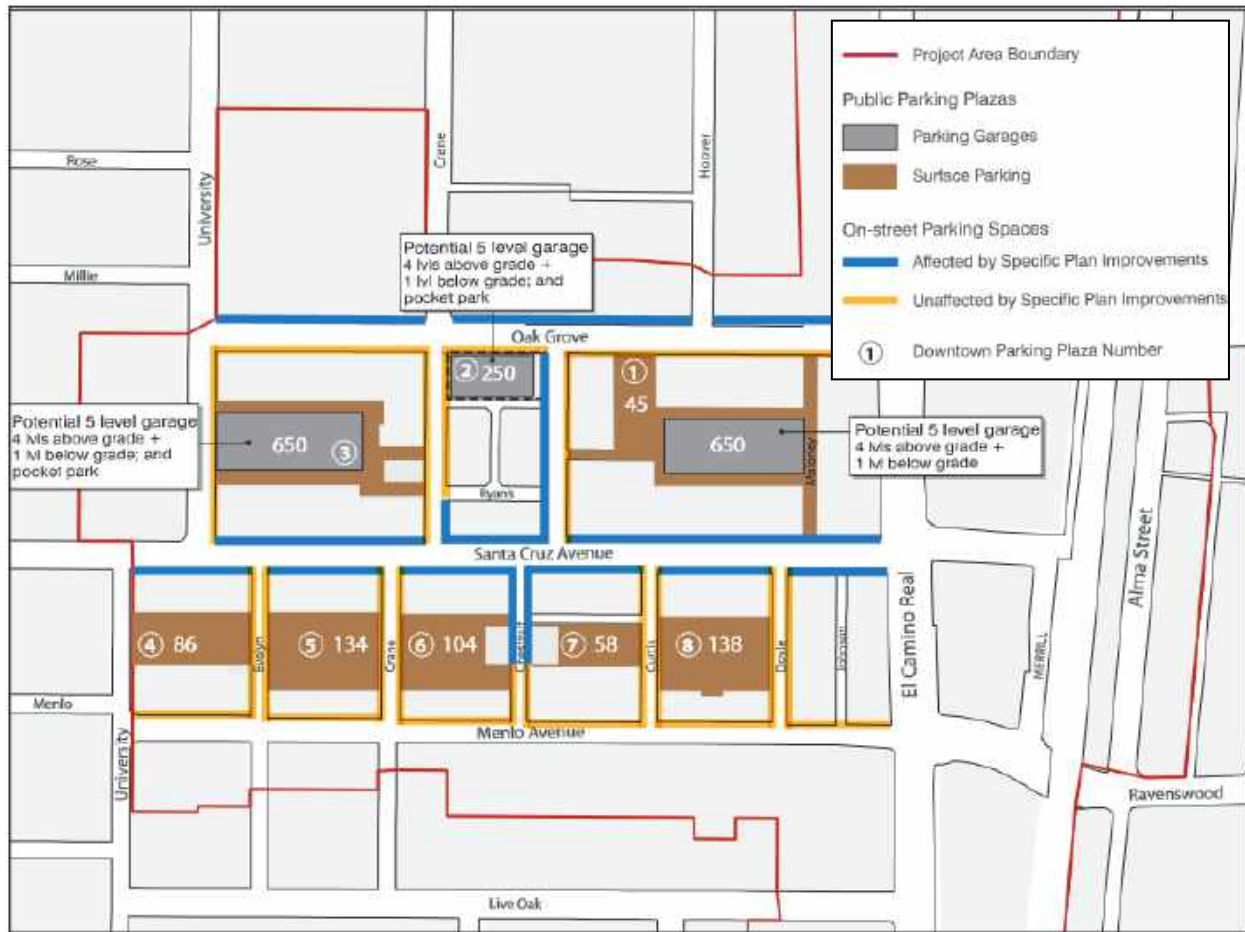 Project Area Boundary
Public Parking Plazas
Parking Garages
Surface Parking
On-street Parking Spaces
Affected by Specific Plan Improvements
Unaffected by Specific Plan Improvements
① Downtown Parking Plaza Number
Rose
University
Crane
Hoover
Millie
Potential 5 level garage
4 lvls above grade +
1 lvl below grade; and
pocket park
Oak Grove
② 250
①
45
Potential 5 level garage
4 lvls above grade +
1 lvl below grade; and
pocket park
650 ③
650
Maloney
Potential 5 level garage
4 lvls above grade +
1 lvl below grade
Ryans
Santa Cruz Avenue
El Camino Real
Alma Street
④ 86
Evelyn
⑤ 134
Crane
⑥ 104
Chestnut
⑦ 58
Curtis
⑧ 138
Doyle
MERRILL
Menlo
University
Menlo Avenue
Ravenswood
Live Oak